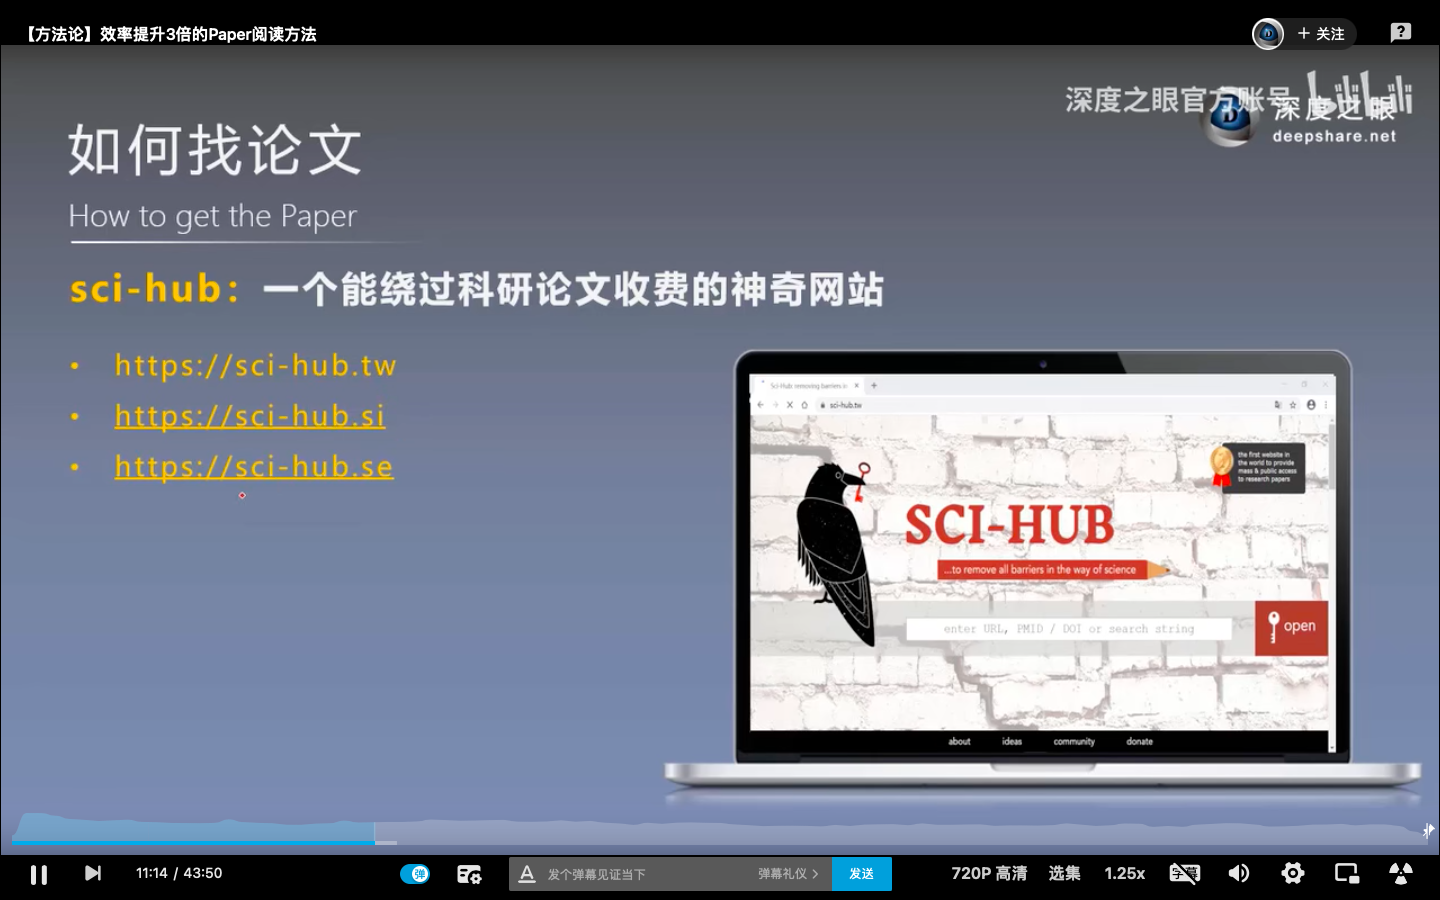 【方法论】效率提升3倍的Paper阅读方法
+ 关注
深度之眼官方账号
bilibili
深度之眼
deepshare.net
如何找论文
How to get the Paper
sci-hub：一个能绕过科研论文收费的神奇网站
• https://sci-hub.tw
• https://sci-hub.si
• https://sci-hub.se
Sci-Hub: removing barriers in
sci-hub.tw
the first website in
the world to provide
mass & public access
to research papers
SCI-HUB
...to remove all barriers in the way of science
enter URL, PMID / DOI or search string
open
about ideas community donate
11:14 / 43:50
弹
发个弹幕见证当下
弹幕礼仪
发送
720P 高清
选集
1.25x
字幕